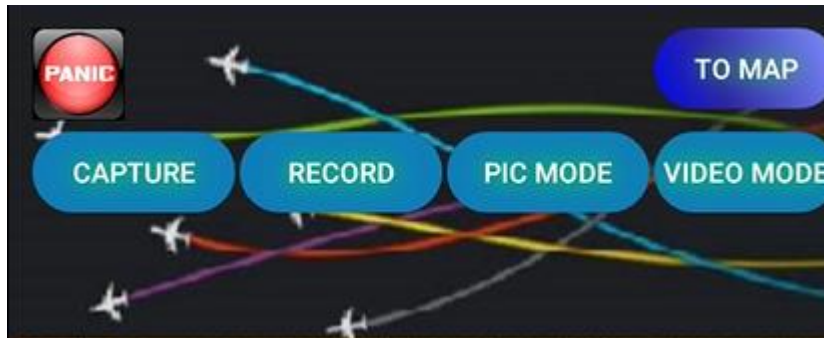 PANIC
TO MAP
CAPTURE
RECORD
PIC MODE
VIDEO MODE